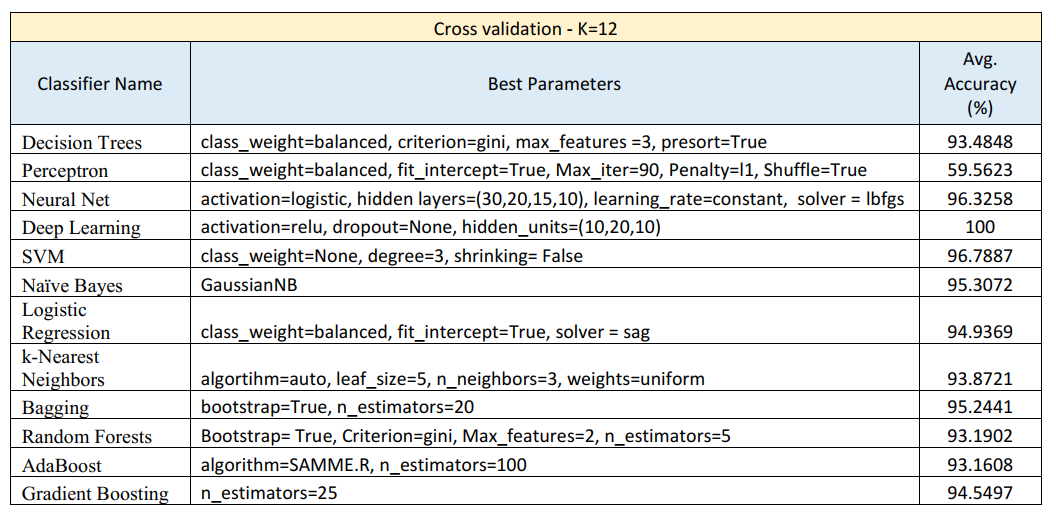 Cross validation - K=12
Classifier Name Best Parameters Avg. Accuracy (%)
Decision Trees class_weight=balanced, criterion=gini, max_features =3, presort=True 93.4848
Perceptron class_weight=balanced, fit_intercept=True, Max_iter=90, Penalty=l1, Shuffle=True 59.5623
Neural Net activation=logistic, hidden layers=(30,20,15,10), learning_rate=constant, solver = lbfgs 96.3258
Deep Learning activation=relu, dropout=None, hidden_units=(10,20,10) 100
SVM class_weight=None, degree=3, shrinking= False 96.7887
Naïve Bayes GaussianNB 95.3072
Logistic
Regression class_weight=balanced, fit_intercept=True, solver = sag 94.9369
k-Nearest
Neighbors algortihm=auto, leaf_size=5, n_neighbors=3, weights=uniform 93.8721
Bagging bootstrap=True, n_estimators=20 95.2441
Random Forests Bootstrap= True, Criterion=gini, Max_features=2, n_estimators=5 93.1902
AdaBoost algorithm=SAMME.R, n_estimators=100 93.1608
Gradient Boosting n_estimators=25 94.5497